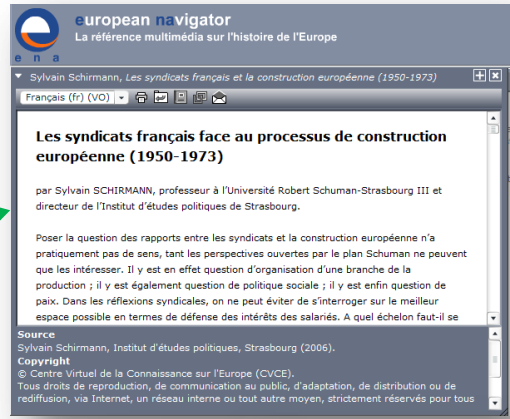 european navigator
La référence multimédia sur l'histoire de l'Europe
e n a
Sylvain Schirmann, Les syndicats français et la construction européenne (1950-1973)
Français (fr) (VO)
Les syndicats français face au processus de construction
européenne (1950-1973)
par Sylvain SCHIRMANN, professeur à l'Université Robert Schuman-Strasbourg III et
directeur de l'Institut d'études politiques de Strasbourg.
Poser la question des rapports entre les syndicats et la construction européenne n'a
pratiquement pas de sens, tant les perspectives ouvertes par le plan Schuman ne peuvent
que les intéresser. Il y est en effet question d'organisation d'une branche de la
production ; il y est également question de politique sociale ; il y est enfin question de
paix. Dans les réflexions syndicales, on ne peut éviter de s'interroger sur le meilleur
espace possible en termes de défense des intérêts des salariés. A quel échelon faut-il se
Source
Sylvain Schirmann, Institut d'études politiques, Strasbourg (2006).
Copyright
© Centre Virtuel de la Connaissance sur l'Europe (CVCE).
Tous droits de reproduction, de communication au public, d'adaptation, de distribution ou de
rediffusion, via Internet, un réseau interne ou tout autre moyen, strictement réservés pour tous